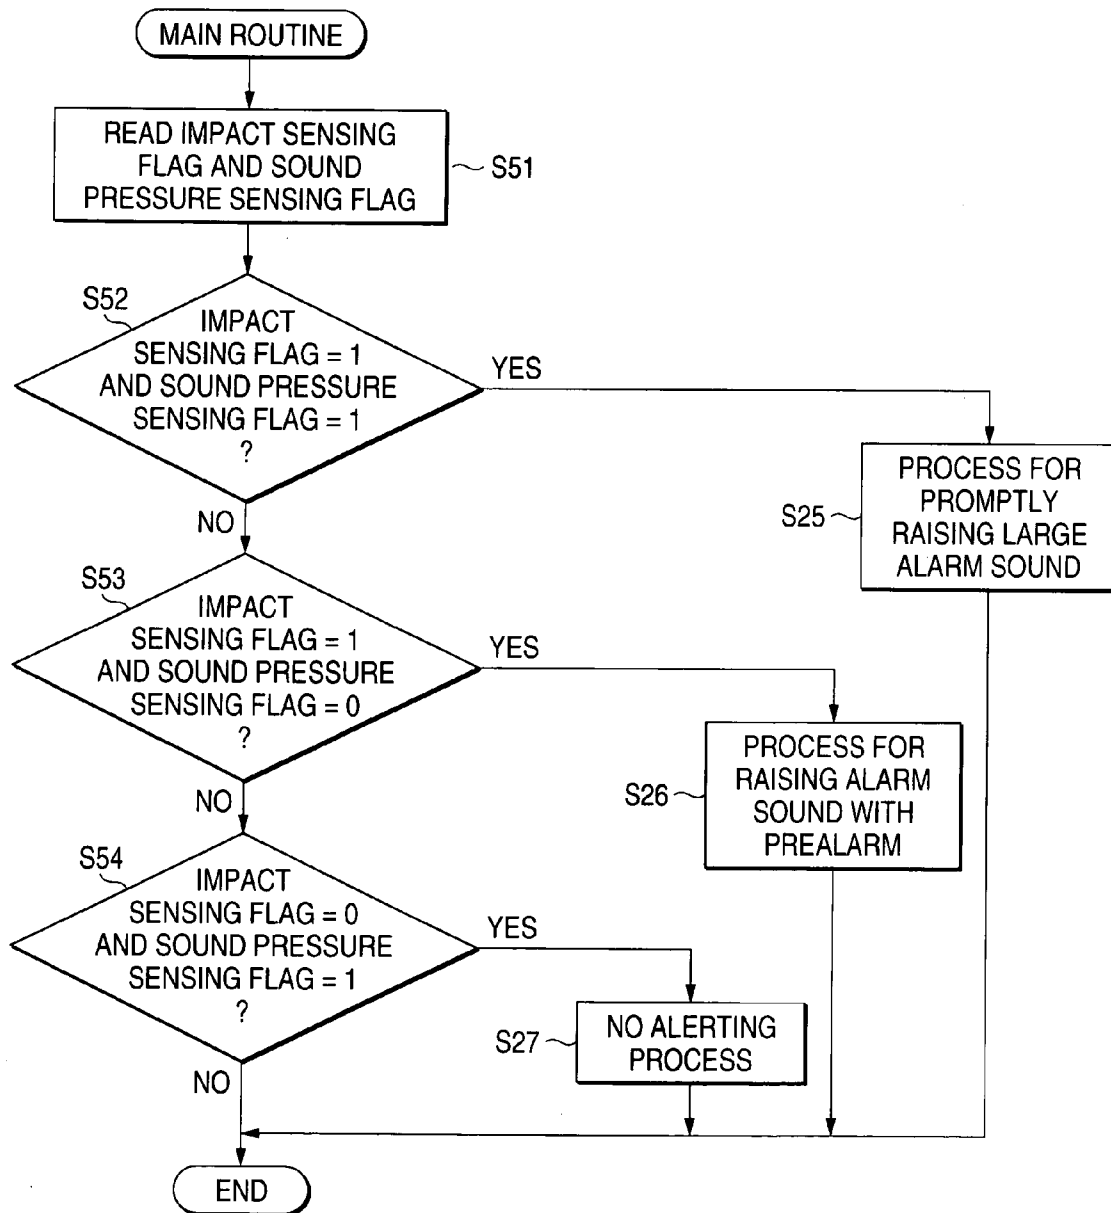 MAIN ROUTINE
READ IMPACT SENSING
FLAG AND SOUND
PRESSURE SENSING FLAG
S51
S52
IMPACT
SENSING FLAG = 1
AND SOUND PRESSURE
SENSING FLAG = 1
?
YES
NO
PROCESS FOR
PROMPTLY
RAISING LARGE
ALARM SOUND
S25
S53
IMPACT
SENSING FLAG = 1
AND SOUND PRESSURE
SENSING FLAG = 0
?
YES
NO
PROCESS FOR
RAISING ALARM
SOUND WITH
PREALARM
S26
S54
IMPACT
SENSING FLAG = 0
AND SOUND PRESSURE
SENSING FLAG = 1
?
YES
NO
S27
NO ALERTING
PROCESS
END